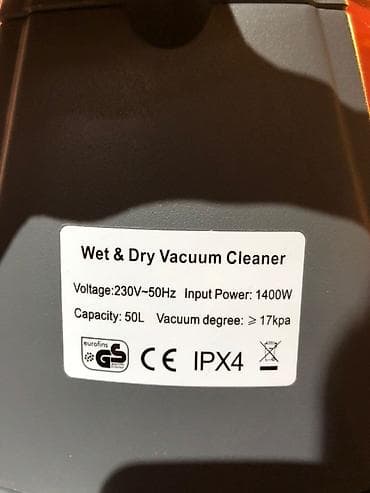 Wet & Dry Vacuum Cleaner
Voltage:230V~50Hz Input Power: 1400W
Capacity: 50L Vacuum degree: ⩾ 17kpa
eurofins
GS CE IPX4